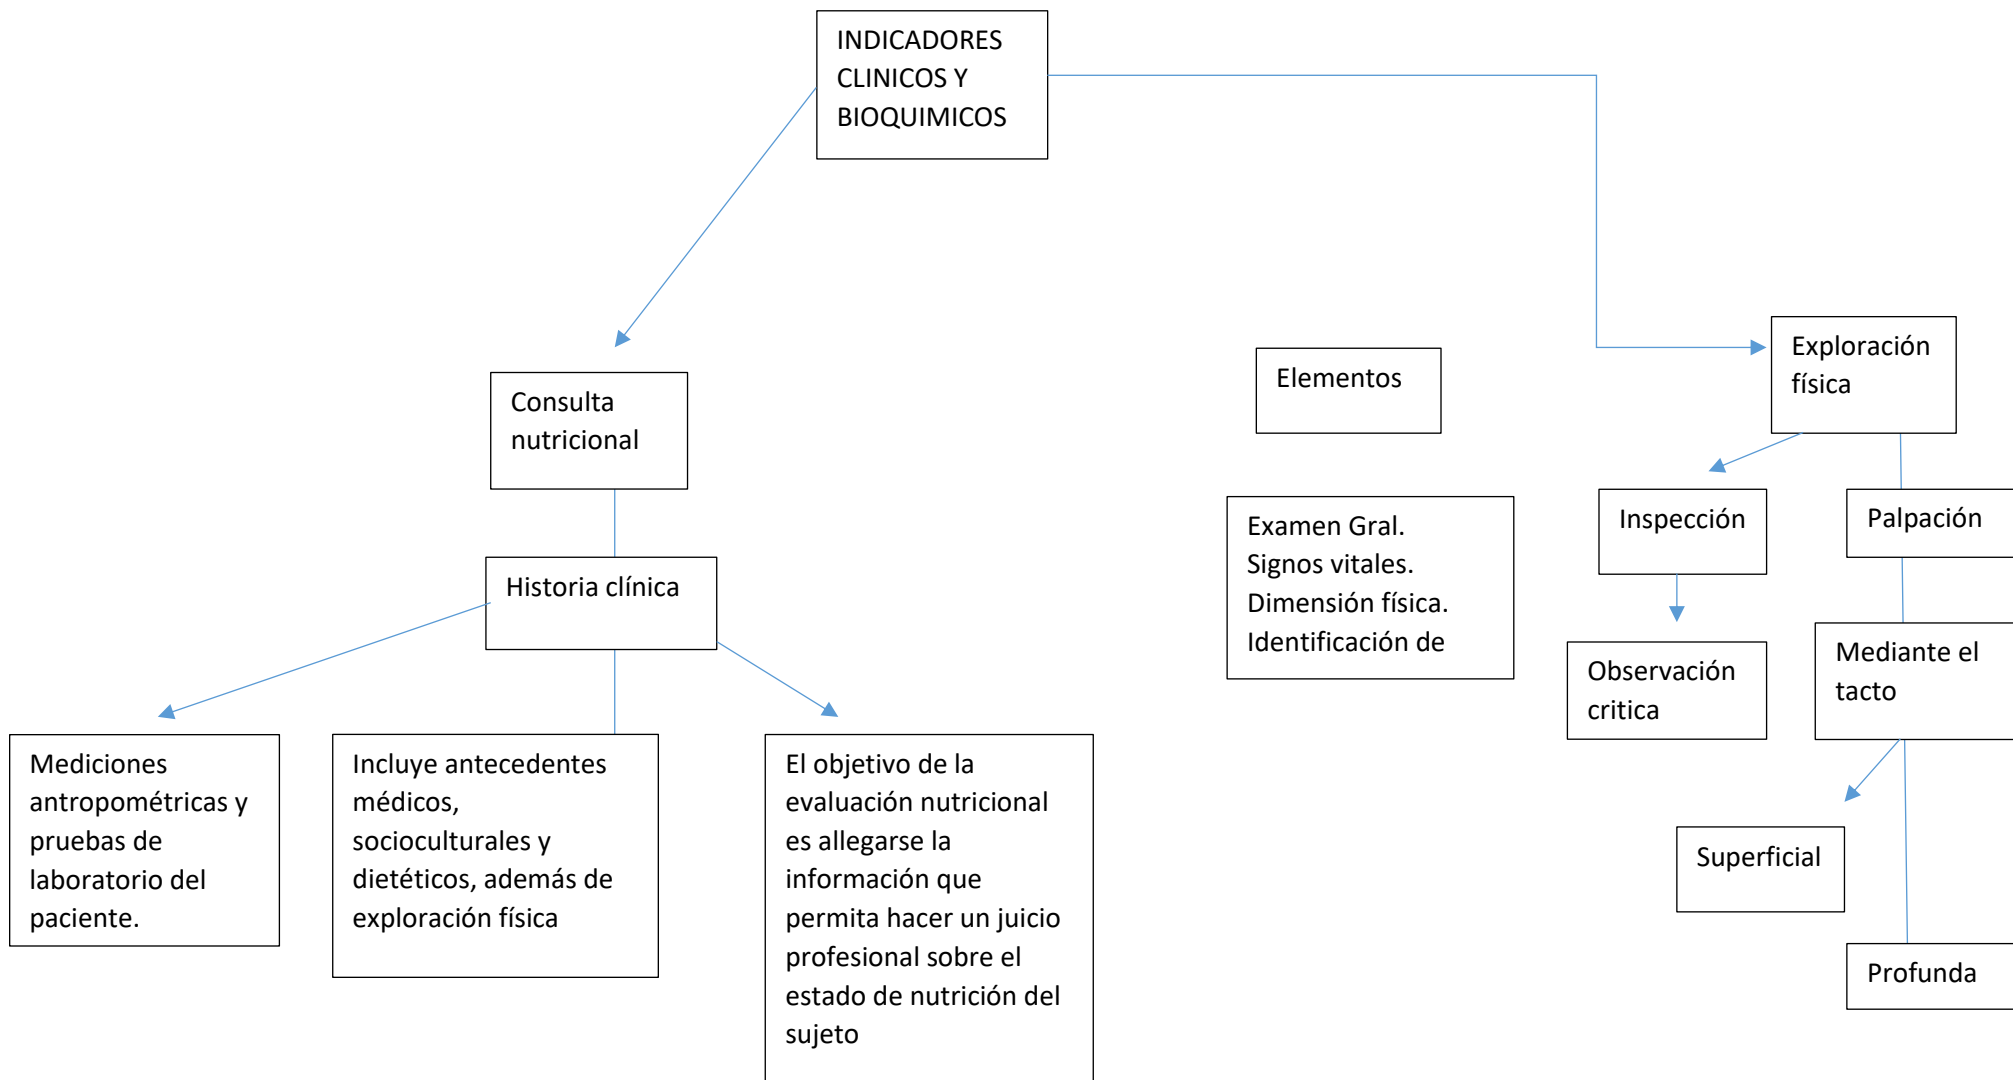 INDICADORES
CLINICOS Y
BIOQUIMICOS
Consulta
nutricional
Historia clínica
Mediciones
antropométricas y
pruebas de
laboratorio del
paciente.
Incluye antecedentes
médicos,
socioculturales y
dietéticos, además de
exploración física
El objetivo de la
evaluación nutricional
es allegarse la
información que
permita hacer un juicio
profesional sobre el
estado de nutrición del
sujeto
Elementos
Examen Gral.
Signos vitales.
Dimensión física.
Identificación de
Exploración
física
Inspección
Observación
critica
Palpación
Mediante el
tacto
Superficial
Profunda